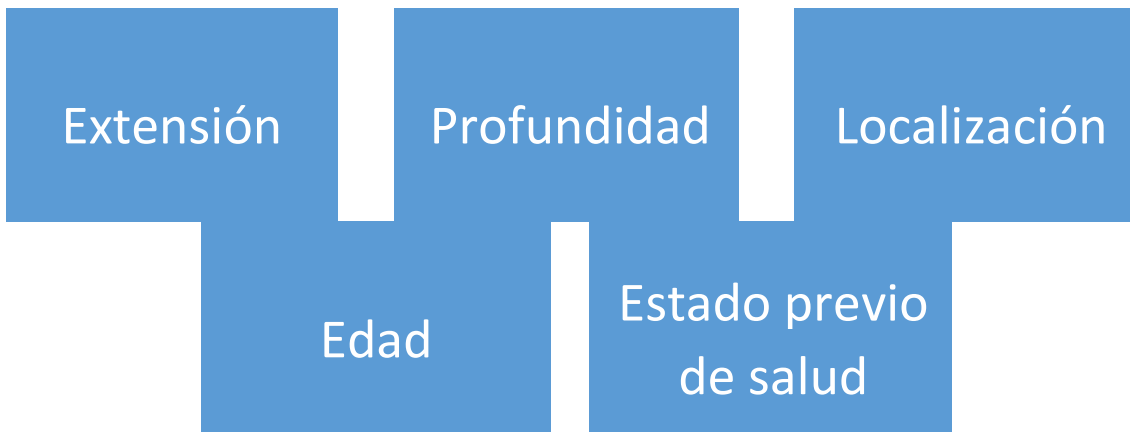 Extensión
Profundidad
Localización
Edad
Estado previo
de salud